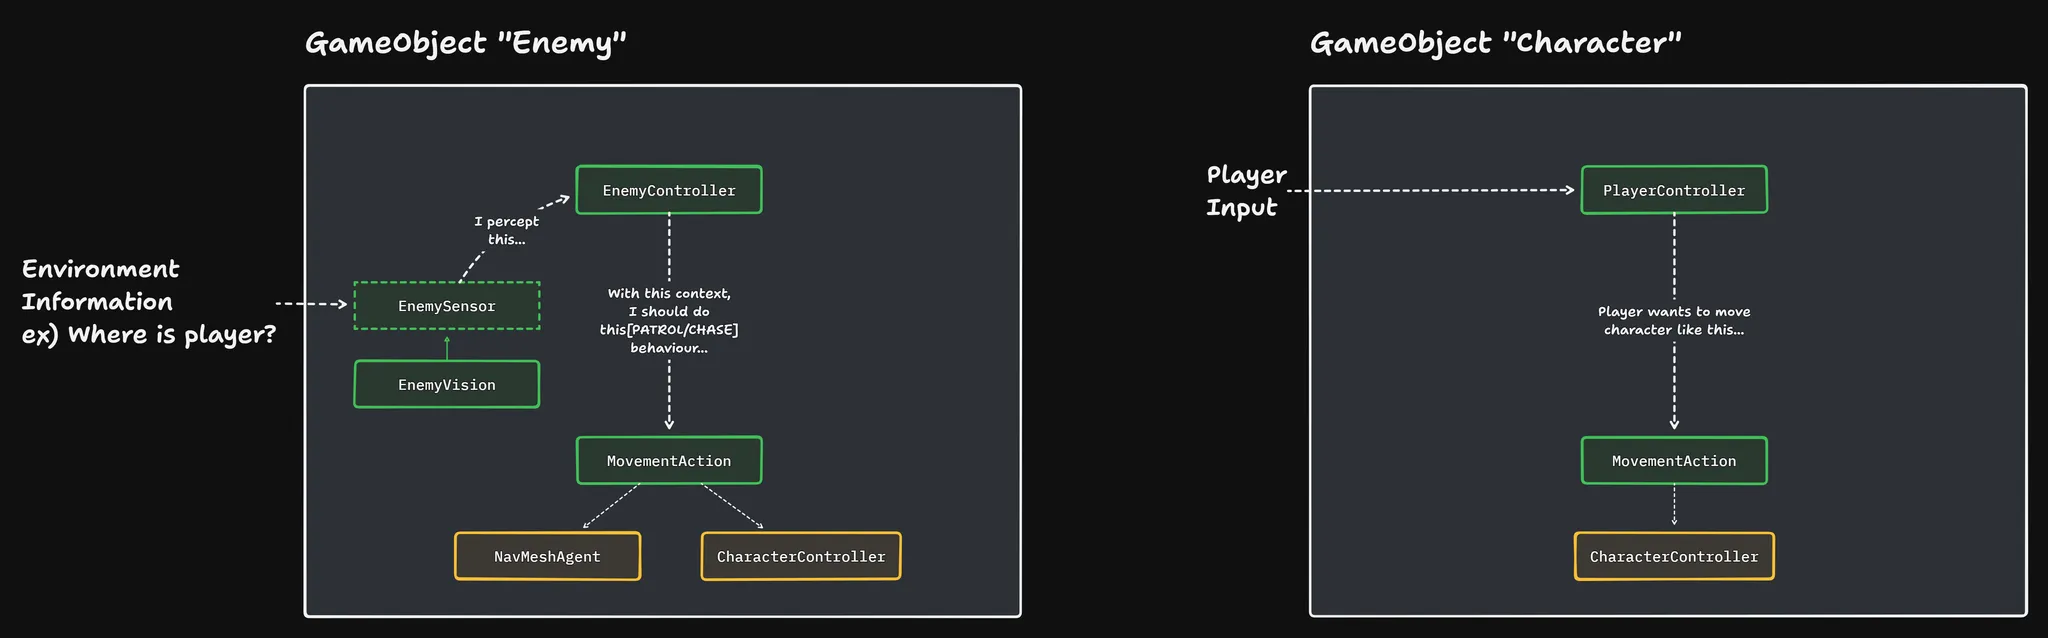 GameObject "Enemy"
EnemyController
I percept
this...
Environment
Information
ex) Where is player?
EnemySensor
EnemyVision
With this context,
I should do
this[PATROL/CHASE]
behaviour...
MovementAction
NavMeshAgent
CharacterController
GameObject "Character"
Player
Input
PlayerController
Player wants to move
character like this...
MovementAction
CharacterController